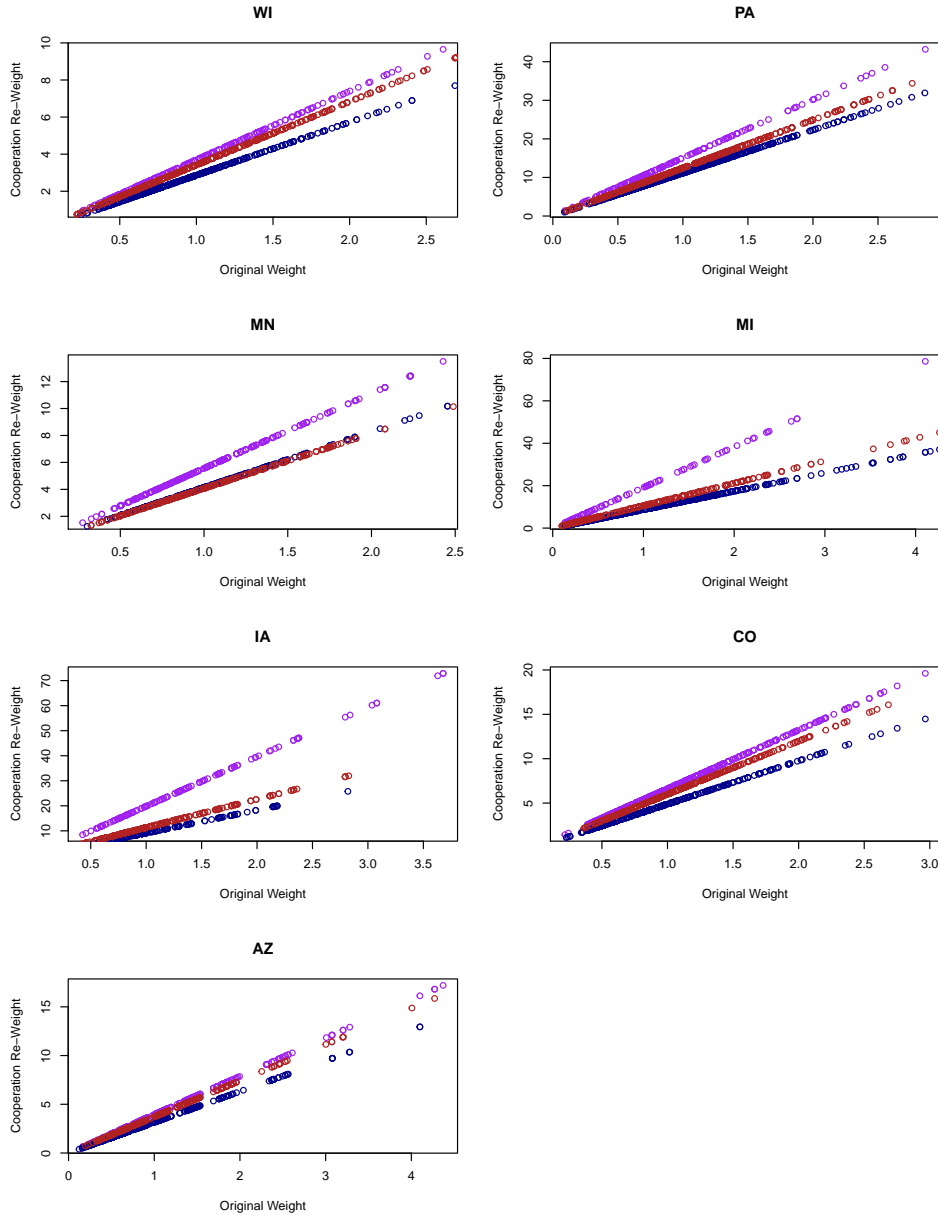 WI
Cooperation Re-Weight
2 4 6 8 10
0.5 1.0 1.5 2.0 2.5
Original Weight
PA
Cooperation Re-Weight
0 10 20 30 40
0.0 0.5 1.0 1.5 2.0 2.5
Original Weight
MN
Cooperation Re-Weight
2 4 6 8 10 12
0.5 1.0 1.5 2.0 2.5
Original Weight
MI
Cooperation Re-Weight
0 20 40 60 80
0 1 2 3 4
Original Weight
IA
Cooperation Re-Weight
10 20 30 40 50 60 70
0.5 1.0 1.5 2.0 2.5 3.0 3.5
Original Weight
CO
Cooperation Re-Weight
5 10 15 20
0.5 1.0 1.5 2.0 2.5 3.0
Original Weight
AZ
Cooperation Re-Weight
0 5 10 15
0 1 2 3 4
Original Weight